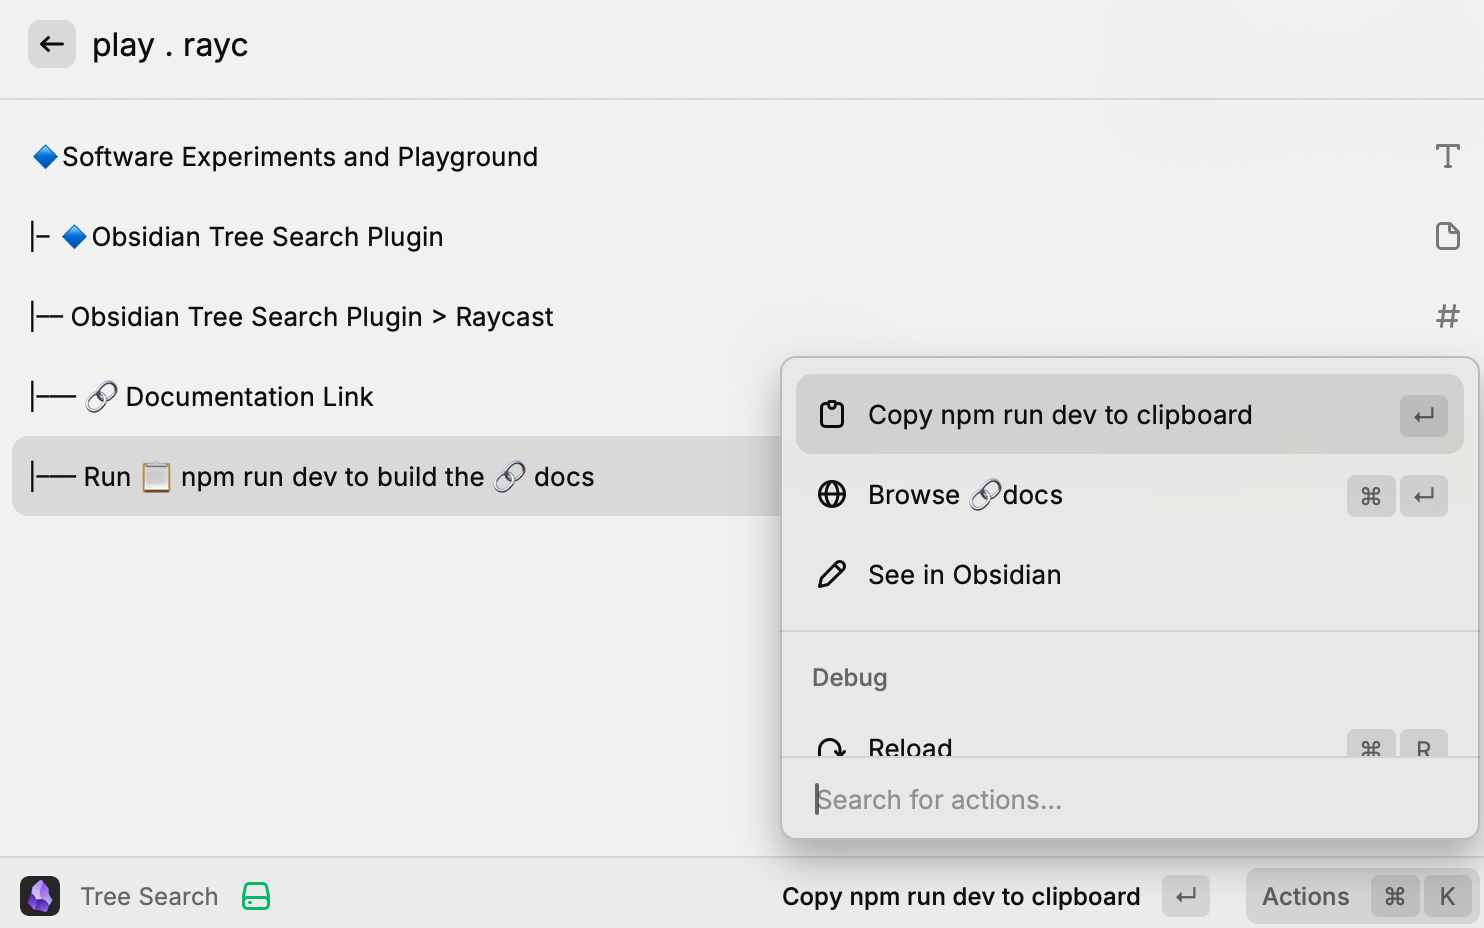 play . rayc
🔷Software Experiments and Playground
|– 🔷Obsidian Tree Search Plugin
|–– Obsidian Tree Search Plugin > Raycast
|––– 🔗 Documentation Link
|––– Run 📋 npm run dev to build the 🔗 docs
Copy npm run dev to clipboard ↵
Browse 🔗docs ⌘ ↵
See in Obsidian
Debug
Reload ⌘ R
Search for actions...
Tree Search
Copy npm run dev to clipboard ↵
Actions ⌘ K